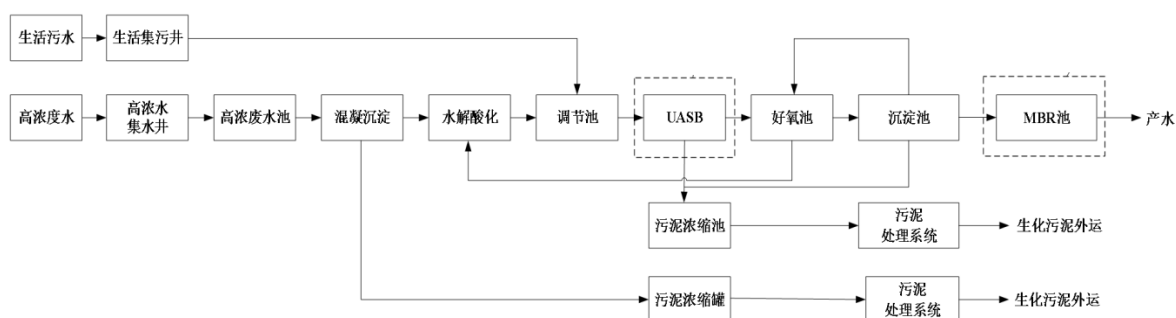 生活污水
生活集污井
高浓度水
高浓水
集水井
高浓废水池
混凝沉淀
水解酸化
调节池
UASB
好氧池
沉淀池
MBR池
产水
污泥浓缩池
污泥
处理系统
生化污泥外运
污泥浓缩罐
污泥
处理系统
生化污泥外运